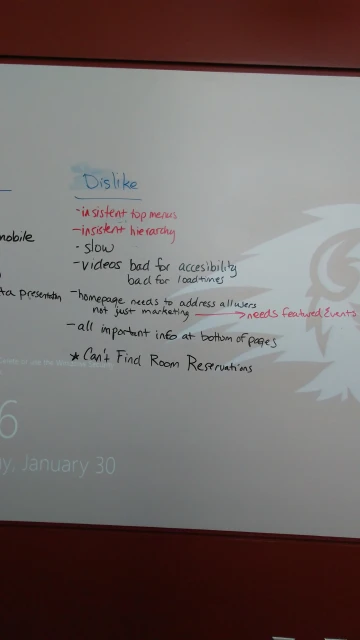 Dislike
- insistent top menus
- insistent hierarchy
- slow
- videos bad for accesibility
bad for loadtimes
- homepage needs to address all users
not just marketing → needs featured Events
- all important info at bottom of pages
* Can't Find Room Reservations
mobile
ta presentation
6
y, January 30